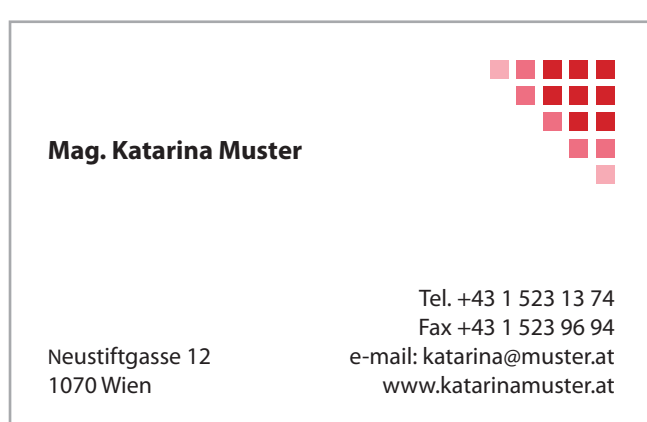 Mag. Katarina Muster
Tel. +43 1 523 13 74
Fax +43 1 523 96 94
Neustiftgasse 12
e-mail: katarina@muster.at
1070 Wien
www.katarinamuster.at